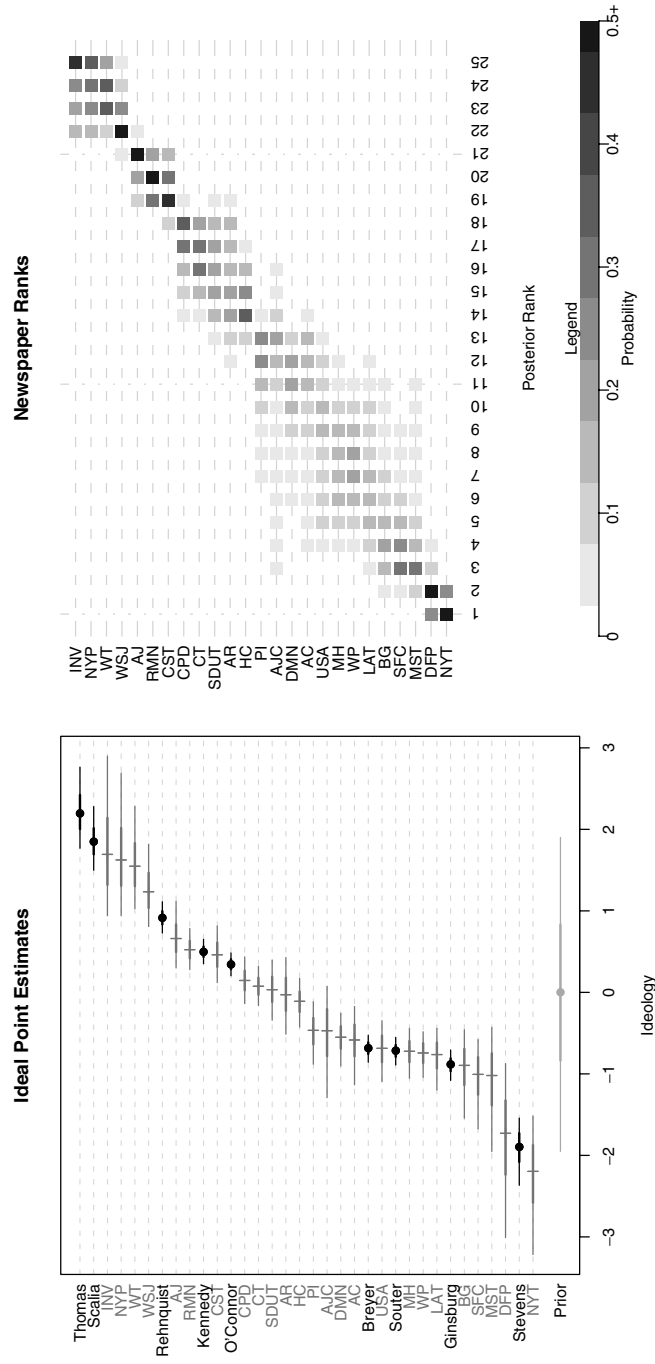 Ideal Point Estimates
Thomas
Scalia
INV
NYP
WT
WSJ
Rehnquist
AJ
RMN
Kennedy
CST
O'Connor
CPD
CT
SDUT
AR
HC
PI
AJC
DMN
AC
Breyer
USA
Souter
MH
WP
LAT
Ginsburg
BG
SFC
MST
DFP
Stevens
NYT
Prior
−3 −2 −1 0 1 2 3
Ideology
Newspaper Ranks
INV
NYP
WT
WSJ
AJ
RMN
CST
CPD
CT
SDUT
AR
HC
PI
AJC
DMN
AC
USA
MH
WP
LAT
BG
SFC
MST
DFP
NYT
1 2 3 4 5 6 7 8 9 10 11 12 13 14 15 16 17 18 19 20 21 22 23 24 25
Posterior Rank
Legend
Probability
0 0.1 0.2 0.3 0.4 0.5+